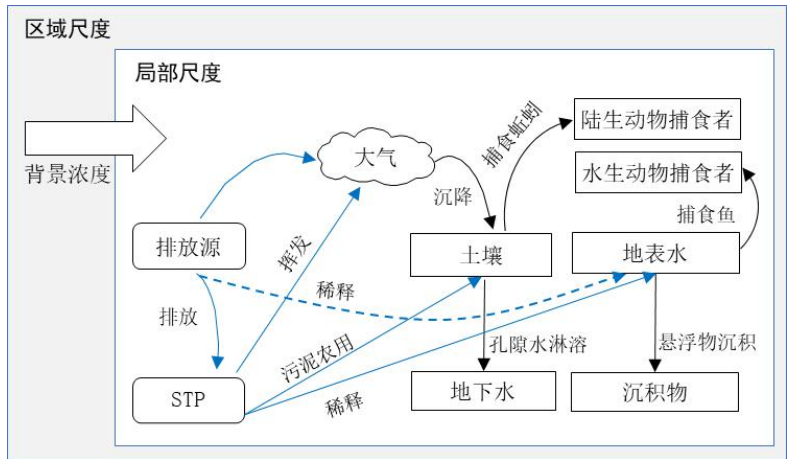 区域尺度
局部尺度
背景浓度
大气
捕食蚯蚓
陆生动物捕食者
水生动物捕食者
沉降
捕食鱼
排放源
挥发
土壤
地表水
稀释
排放
污泥农用
孔隙水淋溶
悬浮物沉积
STP
稀释
地下水
沉积物